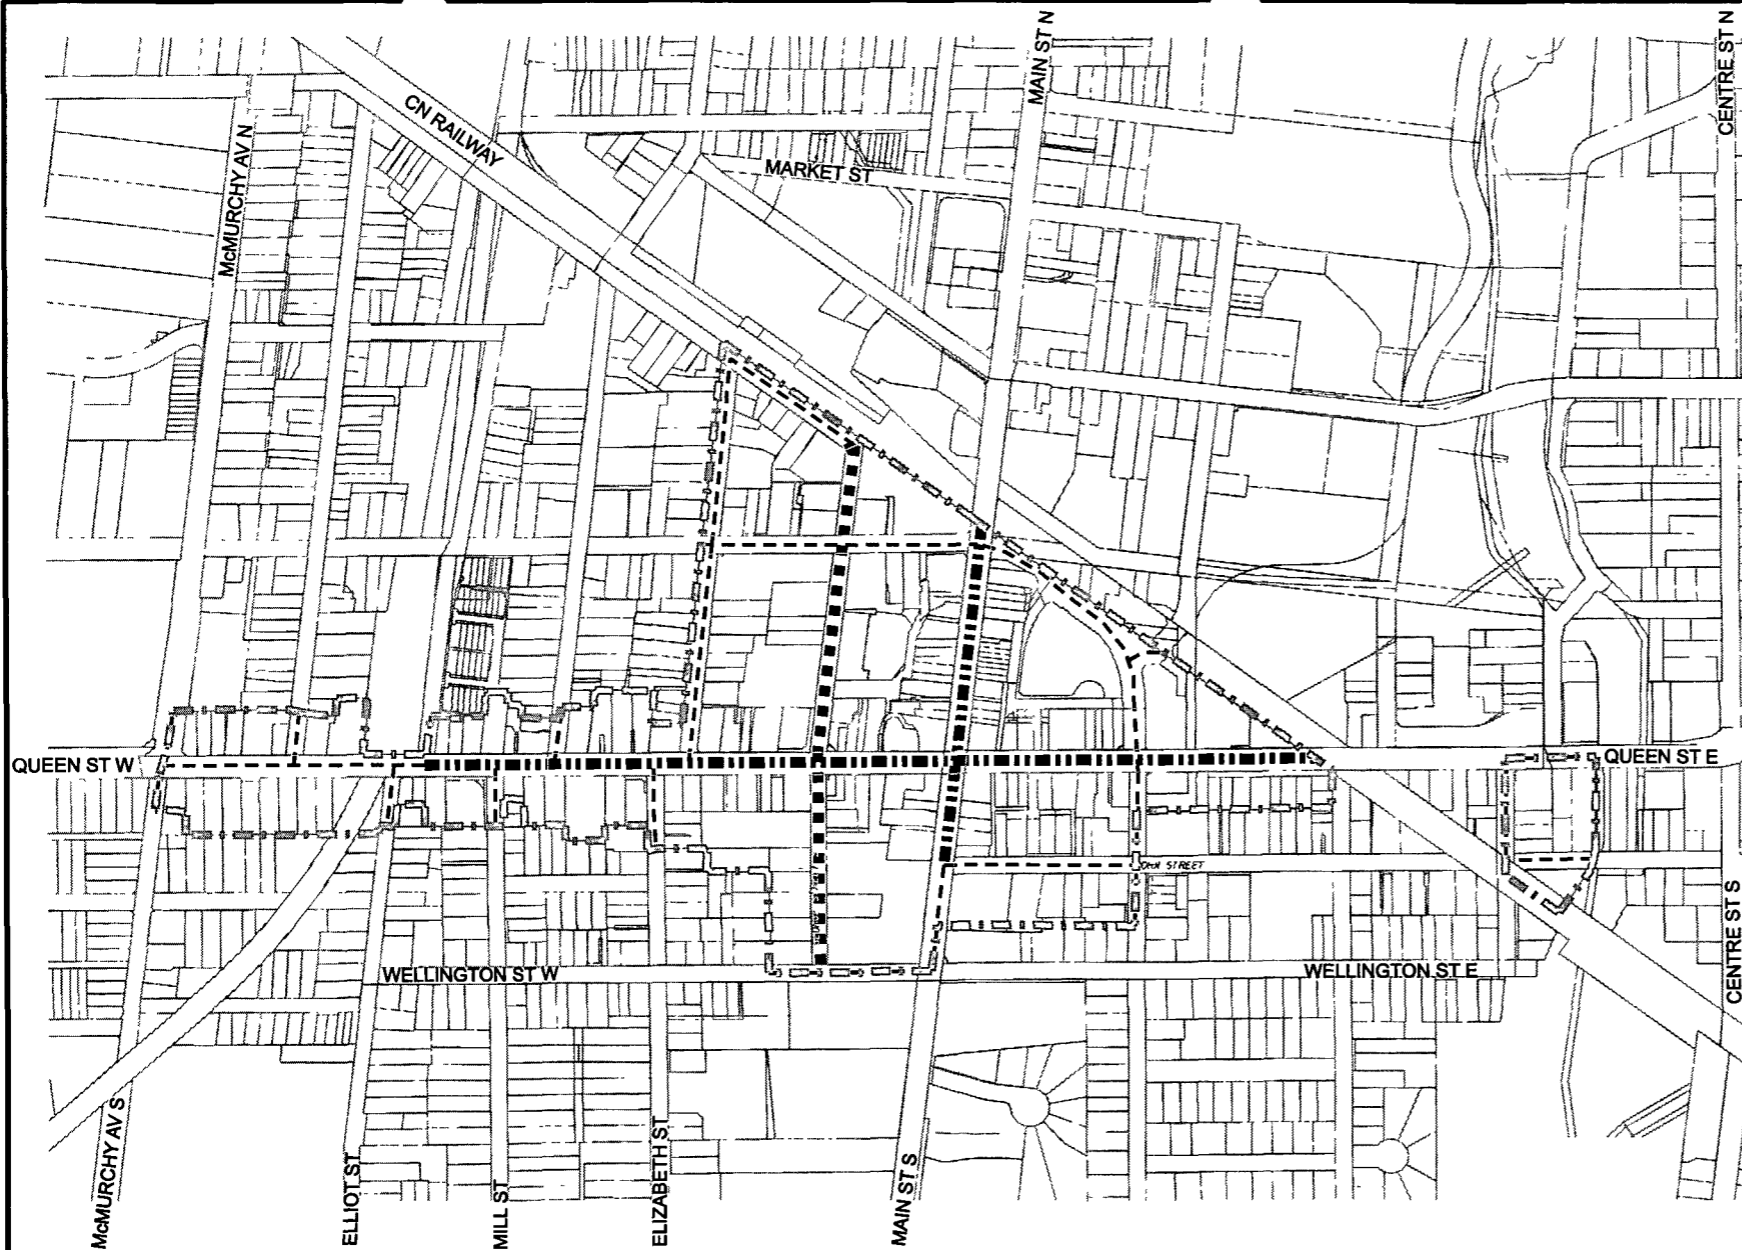 MAIN ST N
CENTRE ST N
CN RAILWAY
McMURCHY AV N
MARKET ST
QUEEN ST W
QUEEN ST E
WELLINGTON ST W
WELLINGTON ST E
CENTRE ST S
McMURCHY AV S
ELLIOT ST
MILL ST
ELIZABETH ST
MAIN ST S
STREET